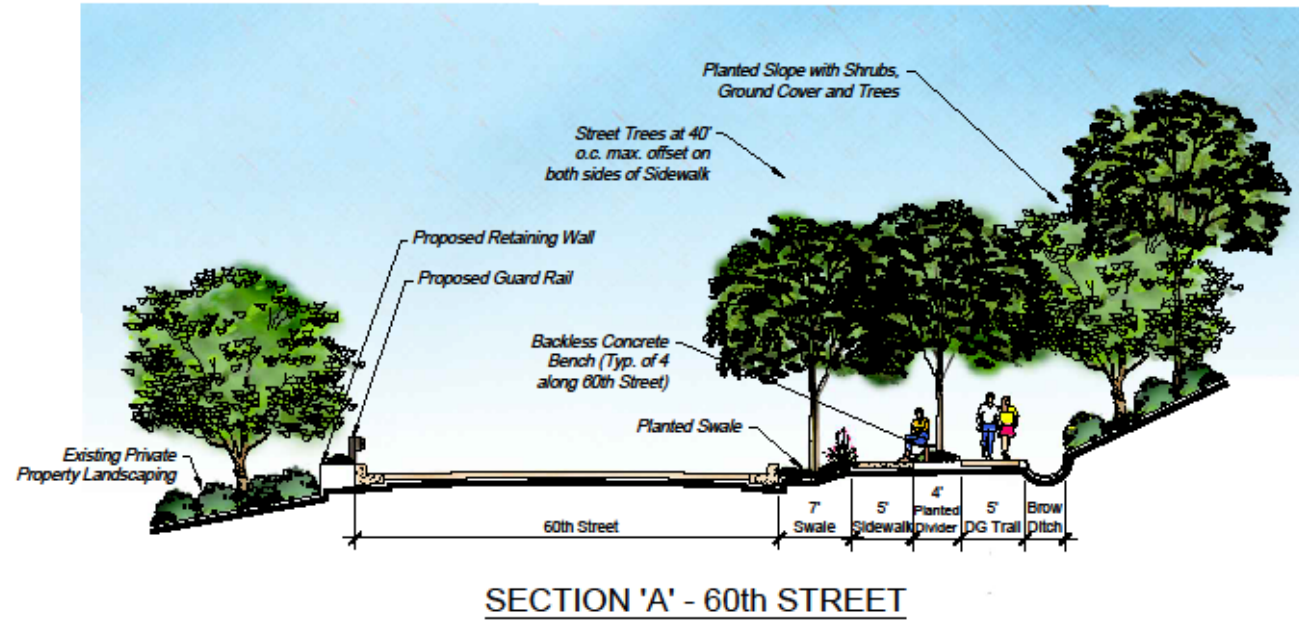 Planted Slope with Shrubs,
Ground Cover and Trees
Street Trees at 40'
o.c. max. offset on
both sides of Sidewalk
Proposed Retaining Wall
Proposed Guard Rail
Backless Concrete
Bench (Typ. of 4
along 60th Street)
Planted Swale
Existing Private
Property Landscaping
60th Street
7'
Swale
5'
Sidewalk
4'
Planted
Divider
5'
DG Trail
Brow
Ditch
SECTION 'A' - 60th STREET